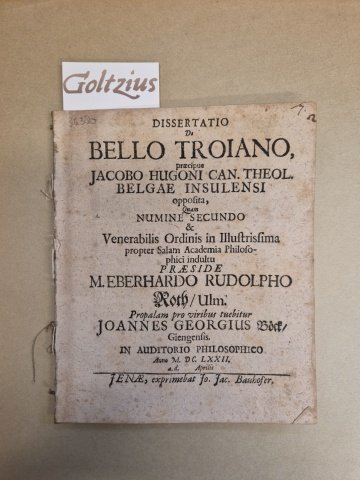 Goltzius
DISSERTATIO
De
BELLO TROIANO,
præcipue
JACOBO HUGONI CAN. THEOL.
BELGAE INSULENSI
opposita,
Quam
NUMINE SECUNDO
&
Venerabilis Ordinis in Illustrissima
propter Salam Academia Philoso-
phici indultu
PRÆSIDE
M. EBERHARDO RUDOLPHO
Roth/ Ulm.
Propalam pro viribus tuebitur
JOANNES GEORGIUS Böck/
Giengensis.
IN AUDITORIO PHILOSOPHICO
Anno M. DC. LXXII.
a. d. Aprilis
JENÆ, exprimebat Jo. Jac. Bauhofer.